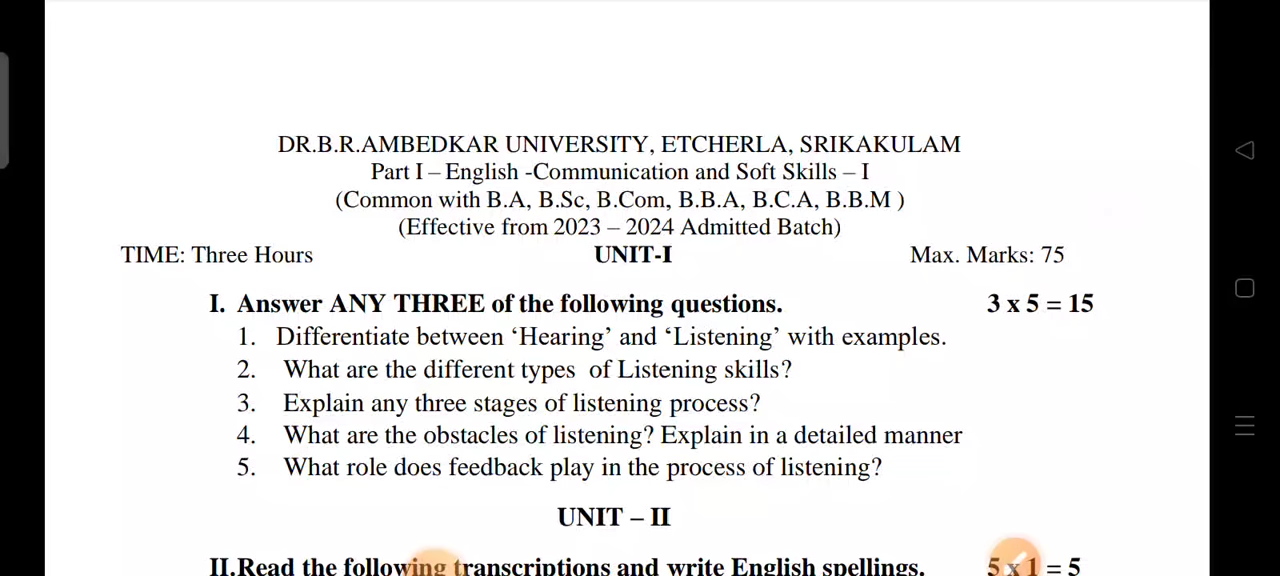 DR.B.R.AMBEDKAR UNIVERSITY, ETCHERLA, SRIKAKULAM
Part I – English -Communication and Soft Skills – I
(Common with B.A, B.Sc, B.Com, B.B.A, B.C.A, B.B.M )
(Effective from 2023 – 2024 Admitted Batch)
TIME: Three Hours UNIT-I Max. Marks: 75
I. Answer ANY THREE of the following questions. 3 x 5 = 15
1. Differentiate between ‘Hearing’ and ‘Listening’ with examples.
2. What are the different types of Listening skills?
3. Explain any three stages of listening process?
4. What are the obstacles of listening? Explain in a detailed manner
5. What role does feedback play in the process of listening?
UNIT – II
II.Read the following transcriptions and write English spellings. 5 x 1 = 5